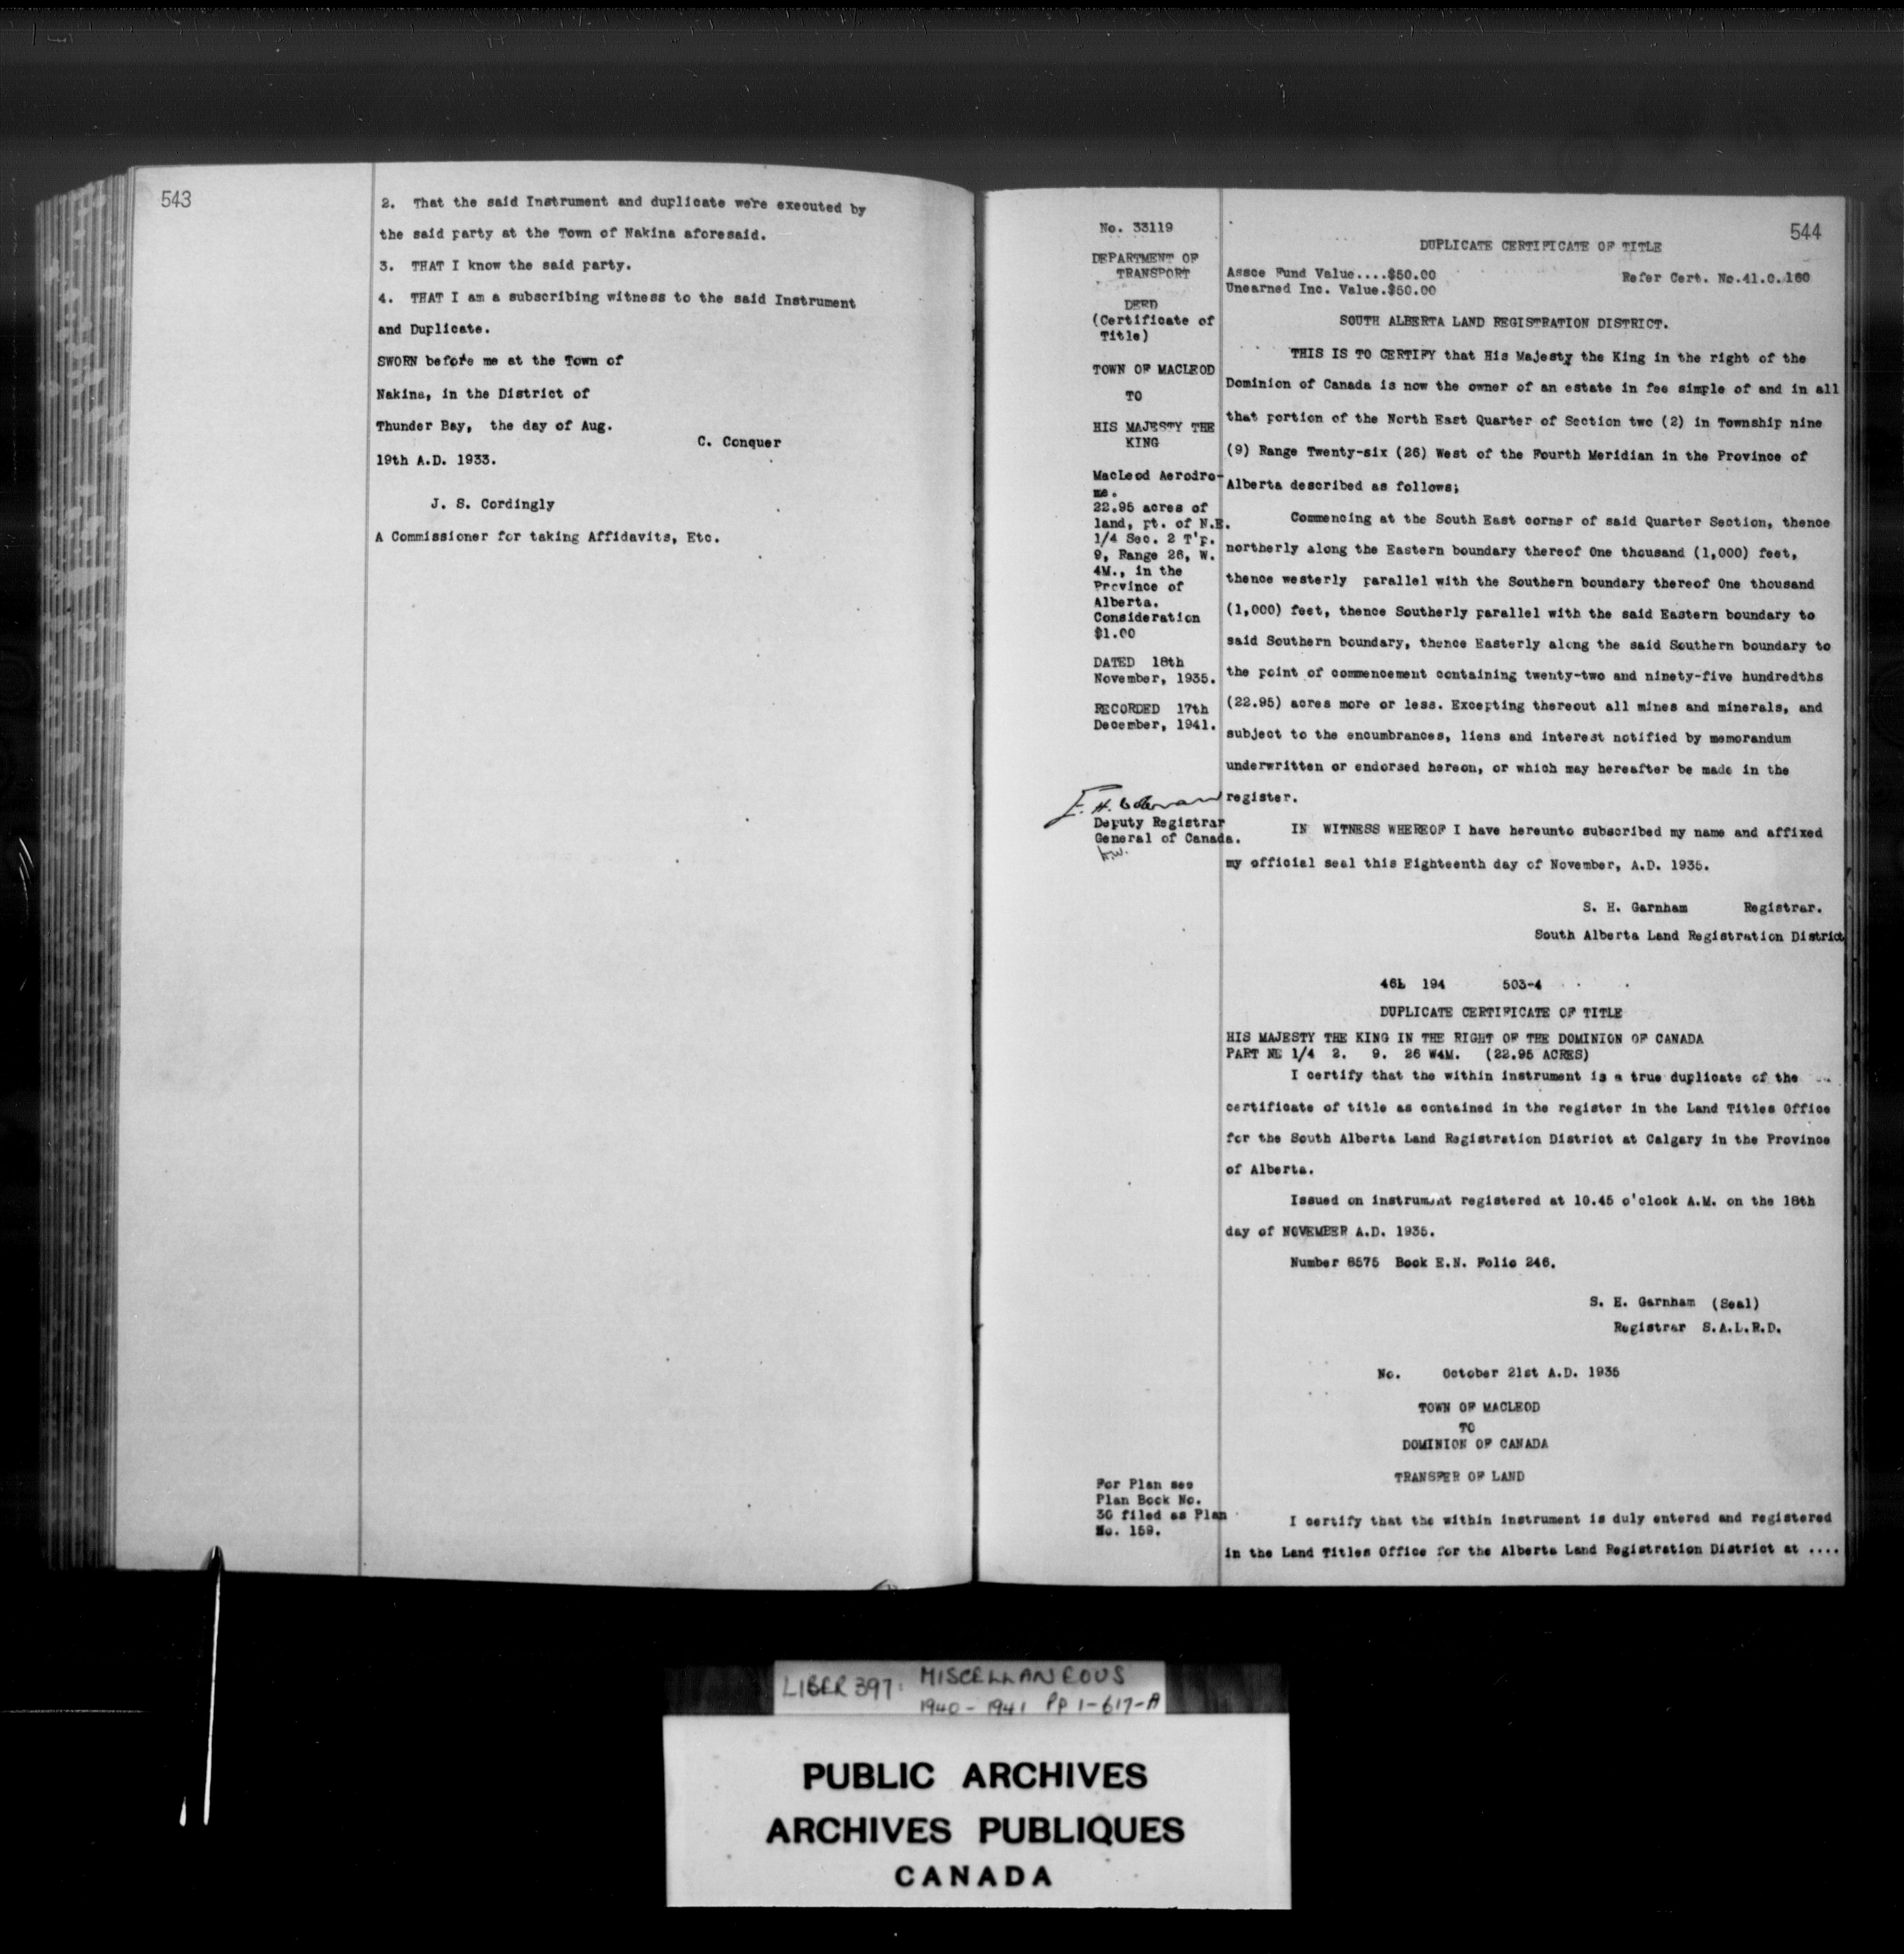 543
2. That the said Instrument and duplicate were executed by
the said party at the Town of Nakina aforesaid.
3. THAT I know the said party.
4. THAT I am a subscribing witness to the said Instrument
and Duplicate.
SWORN before me at the Town of
Nakina, in the District of
Thunder Bay, the day of Aug.
C. Conquer
19th A.D. 1933.
J. S. Cordingly
A Commissioner for taking Affidavits, Etc.
544
No. 33119
DEPARTMENT OF
TRANSPORT
DEED
(Certificate of
Title)
TOWN OF MACLEOD
TO
HIS MAJESTY THE
KING
MacLeod Aerodro-
me.
22.95 acres of
land, pt. of N.E.
1/4 Sec. 2 T'p.
9, Range 26, W.
4M., in the
Province of
Alberta.
Consideration
$1.00
DATED 18th
November, 1935.
RECORDED 17th
December, 1941.
Deputy Registrar
General of Canada.
For Plan see
Plan Book No.
30 filed as Plan
No. 159.
DUPLICATE CERTIFICATE OF TITLE
Assce Fund Value....$50.00 Refer Cert. No.41.C.160
Unearned Inc. Value.$50.00
SOUTH ALBERTA LAND REGISTRATION DISTRICT.
THIS IS TO CERTIFY that His Majesty the King in the right of the
Dominion of Canada is now the owner of an estate in fee simple of and in all
that portion of the North East Quarter of Section two (2) in Township nine
(9) Range Twenty-six (26) West of the Fourth Meridian in the Province of
Alberta described as follows;
Commencing at the South East corner of said Quarter Section, thence
northerly along the Eastern boundary thereof One thousand (1,000) feet,
thence westerly parallel with the Southern boundary thereof One thousand
(1,000) feet, thence Southerly parallel with the said Eastern boundary to
said Southern boundary, thence Easterly along the said Southern boundary to
the point of commencement containing twenty-two and ninety-five hundredths
(22.95) acres more or less. Excepting thereout all mines and minerals, and
subject to the encumbrances, liens and interest notified by memorandum
underwritten or endorsed hereon, or which may hereafter be made in the
register.
IN WITNESS WHEREOF I have hereunto subscribed my name and affixed
my official seal this Eighteenth day of November, A.D. 1935.
S. H. Garnham Registrar.
South Alberta Land Registration District
46L 194 503-4
DUPLICATE CERTIFICATE OF TITLE
HIS MAJESTY THE KING IN THE RIGHT OF THE DOMINION OF CANADA
PART NE 1/4 2. 9. 26 W4M. (22.95 ACRES)
I certify that the within instrument is a true duplicate of the
certificate of title as contained in the register in the Land Titles Office
for the South Alberta Land Registration District at Calgary in the Province
of Alberta.
Issued on instrument registered at 10.45 o'clock A.M. on the 18th
day of NOVEMBER A.D. 1935.
Number 8575 Book E.N. Folio 246.
S. H. Garnham (Seal)
Registrar S.A.L.R.D.
No. October 21st A.D. 1935
TOWN OF MACLEOD
TO
DOMINION OF CANADA
TRANSFER OF LAND
I certify that the within instrument is duly entered and registered
in the Land Titles Office for the Alberta Land Registration District at ....
LIBER 397: MISCELLANEOUS
1940-1941 PP 1-617-A
PUBLIC ARCHIVES
ARCHIVES PUBLIQUES
CANADA